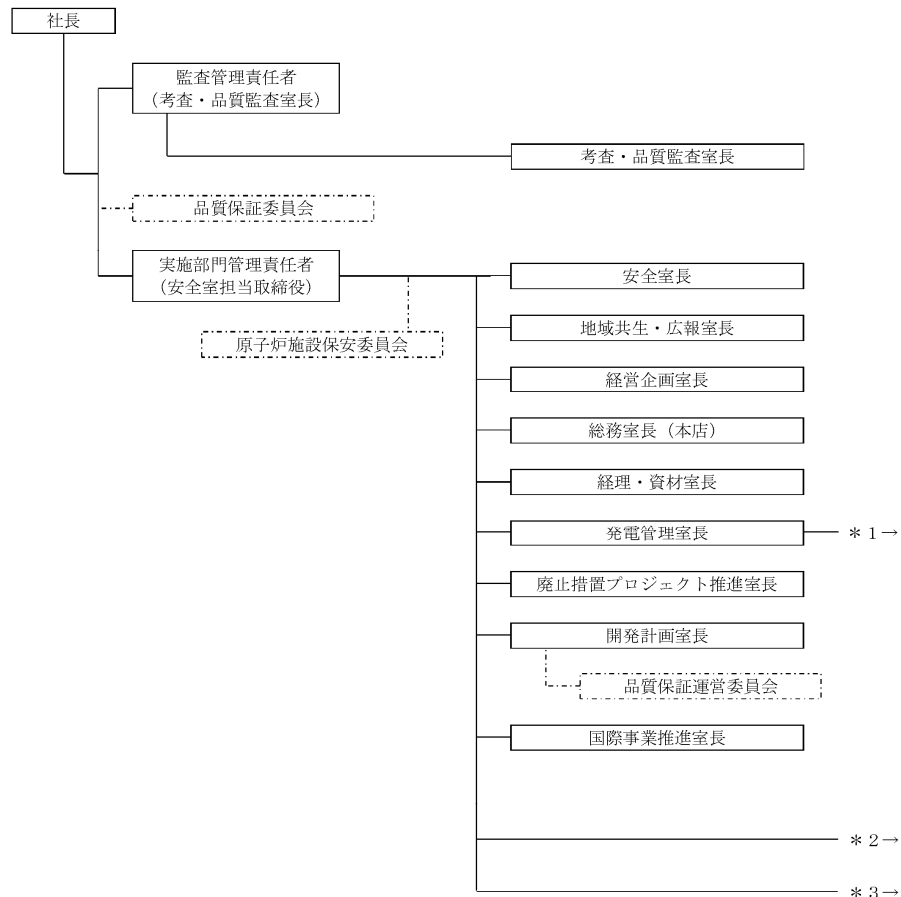 社長
監査管理責任者
（考査・品質監査室長）
考査・品質監査室長
品質保証委員会
実施部門管理責任者
（安全室担当取締役）
安全室長
地域共生・広報室長
原子炉施設保安委員会
経営企画室長
総務室長（本店）
経理・資材室長
発電管理室長
＊１→
廃止措置プロジェクト推進室長
開発計画室長
品質保証運営委員会
国際事業推進室長
＊２→
＊３→